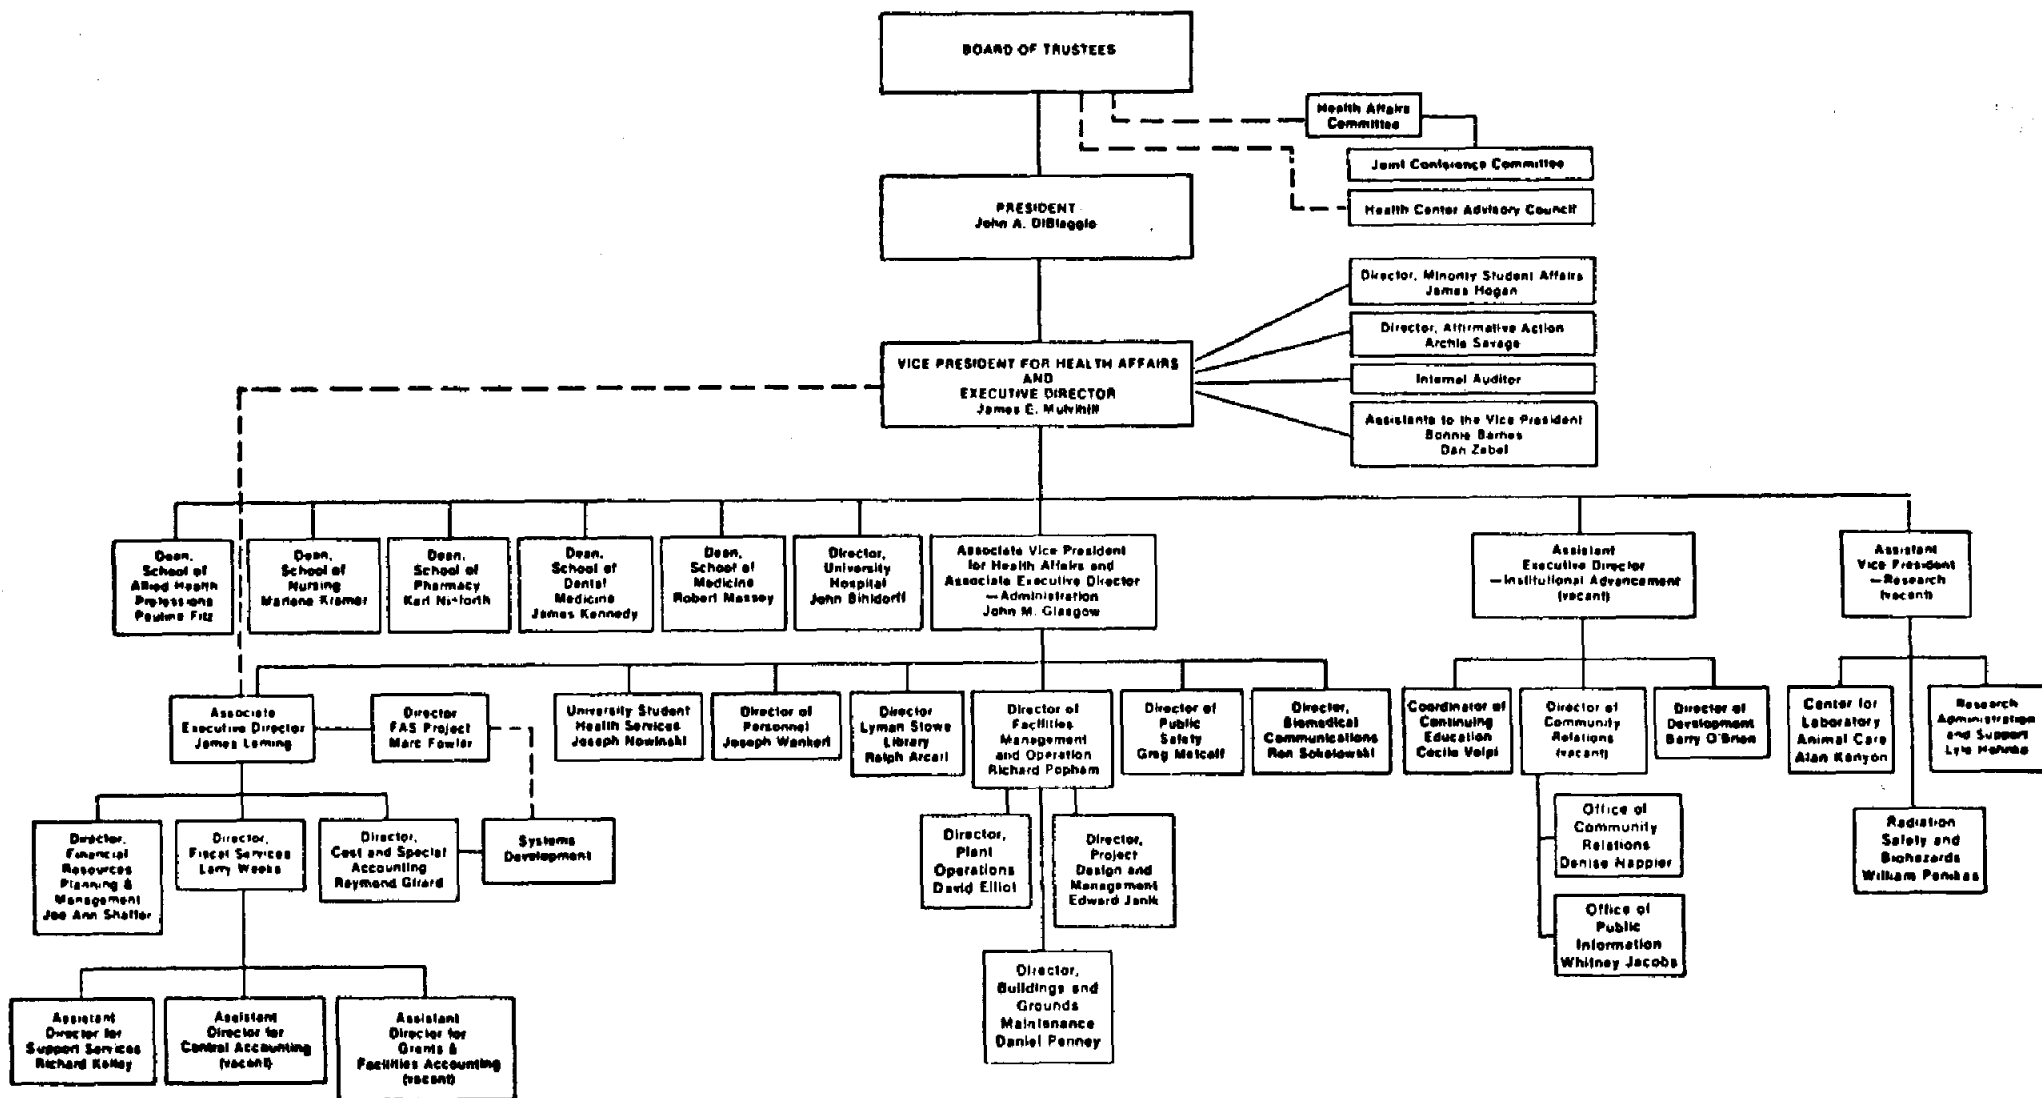 BOARD OF TRUSTEES
Health Affairs
Committee
Joint Conference Committee
Health Center Advisory Council
PRESIDENT
John A. DiBiaggio
Director, Minority Student Affairs
James Hogan
Director, Affirmative Action
Archie Savage
Internal Auditor
Assistants to the Vice President
Bonnie Barnes
Dan Zabel
VICE PRESIDENT FOR HEALTH AFFAIRS
AND
EXECUTIVE DIRECTOR
James E. Mulvihill
Dean,
School of
Allied Health
Professions
Pauline Fitz
Dean,
School of
Nursing
Marlene Kramer
Dean,
School of
Pharmacy
Karl
Dean,
School of
Dental
Medicine
James Kennedy
Dean,
School of
Medicine
Robert Massey
Director,
University
Hospital
John Bihldorff
Associate Vice President
for Health Affairs and
Associate Executive Director
—Administration
John M. Glasgow
Assistant
Executive Director
—Institutional Advancement
(vacant)
Assistant
Vice President
—Research
(vacant)
Associate
Executive Director
James Leming
Director
FAS Project
Marc Fowler
University Student
Health Services
Joseph Nowinski
Director of
Personnel
Joseph Wankerl
Director
Lyman Stowe
Library
Ralph Arcari
Director of
Facilities
Management
and Operation
Richard Popham
Director of
Public
Safety
Greg Metcalf
Director,
Biomedical
Communications
Ron Sokolowski
Coordinator of
Continuing
Education
Cecile Volpi
Director of
Community
Relations
(vacant)
Director of
Development
Barry O'Brien
Center for
Laboratory
Animal Care
Alan Kanyon
Research
Administration
and Support
Lyle
Director,
Financial
Resources
Planning &
Management
Joe Ann Shaffer
Director,
Fiscal Services
Larry Weeks
Director,
Cost and Special
Accounting
Raymond Girard
Systems
Development
Director,
Plant
Operations
David Elliot
Director,
Project
Design and
Management
Edward Janik
Office of
Community
Relations
Denise Nappier
Radiation
Safety and
Biohazards
William
Office of
Public
Information
Whitney Jacobs
Director,
Buildings and
Grounds
Maintenance
Daniel Penney
Assistant
Director for
Support Services
Richard Kelley
Assistant
Director for
Central Accounting
(vacant)
Assistant
Director for
Grants &
Facilities Accounting
(vacant)